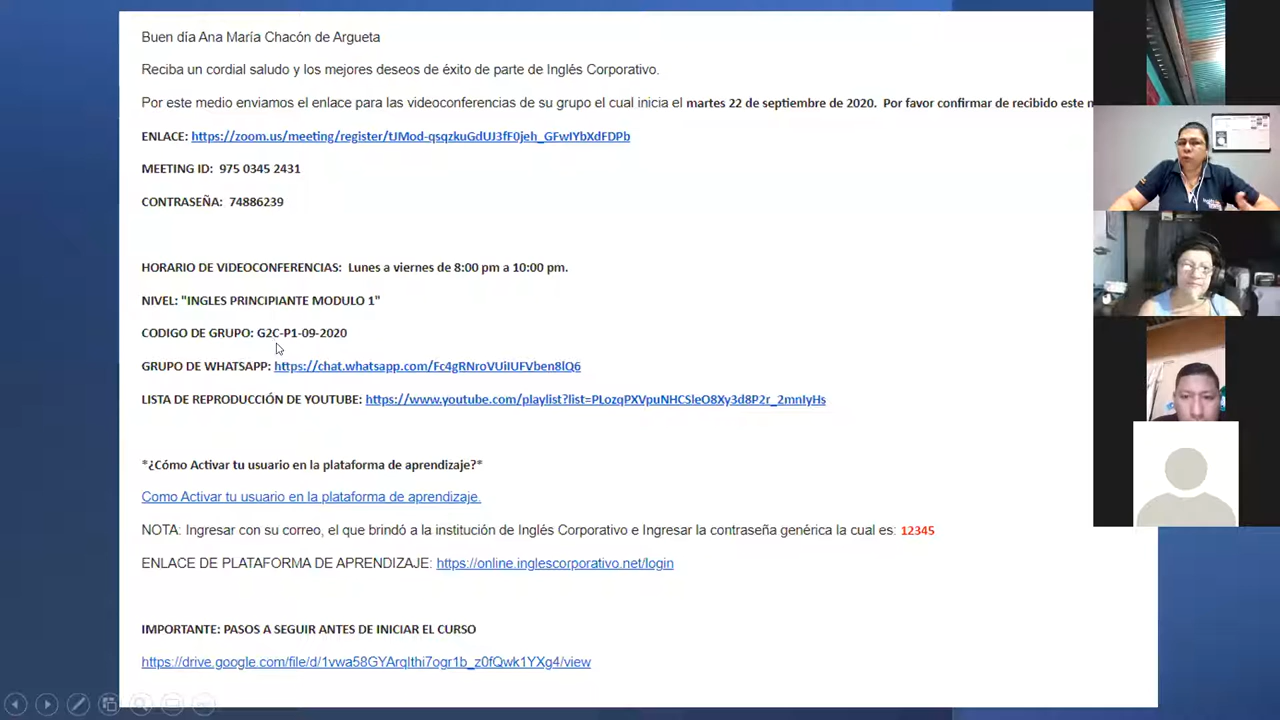 Buen día Ana María Chacón de Argueta
Reciba un cordial saludo y los mejores deseos de éxito de parte de Inglés Corporativo.
Por este medio enviamos el enlace para las videoconferencias de su grupo el cual inicia el martes 22 de septiembre de 2020. Por favor confirmar de recibido este
ENLACE: https://zoom.us/meeting/register/tJMod-qsqzkuGdUJ3fF0jeh_GFwIYbXdFDPb
MEETING ID: 975 0345 2431
CONTRASEÑA: 74886239
HORARIO DE VIDEOCONFERENCIAS: Lunes a viernes de 8:00 pm a 10:00 pm.
NIVEL: "INGLES PRINCIPIANTE MODULO 1"
CODIGO DE GRUPO: G2C-P1-09-2020
GRUPO DE WHATSAPP: https://chat.whatsapp.com/Fc4gRNroVUiIUFVben8lQ6
LISTA DE REPRODUCCIÓN DE YOUTUBE: https://www.youtube.com/playlist?list=PLozqPXVpuNHCSleO8Xy3d8P2r_2mnIyHs
*¿Cómo Activar tu usuario en la plataforma de aprendizaje?*
Como Activar tu usuario en la plataforma de aprendizaje.
NOTA: Ingresar con su correo, el que brindó a la institución de Inglés Corporativo e Ingresar la contraseña genérica la cual es: 12345
ENLACE DE PLATAFORMA DE APRENDIZAJE: https://online.inglescorporativo.net/login
IMPORTANTE: PASOS A SEGUIR ANTES DE INICIAR EL CURSO
https://drive.google.com/file/d/1vwa58GYArqIthi7ogr1b_z0fQwk1YXg4/view